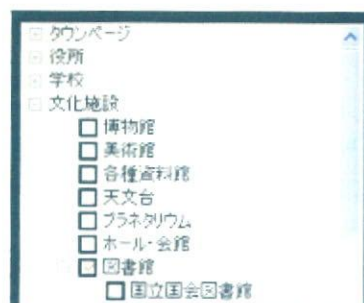 タウンページ
役所
学校
文化施設
博物館
美術館
各種資料館
天文台
プラネタリウム
ホール・会館
図書館
国立国会図書館